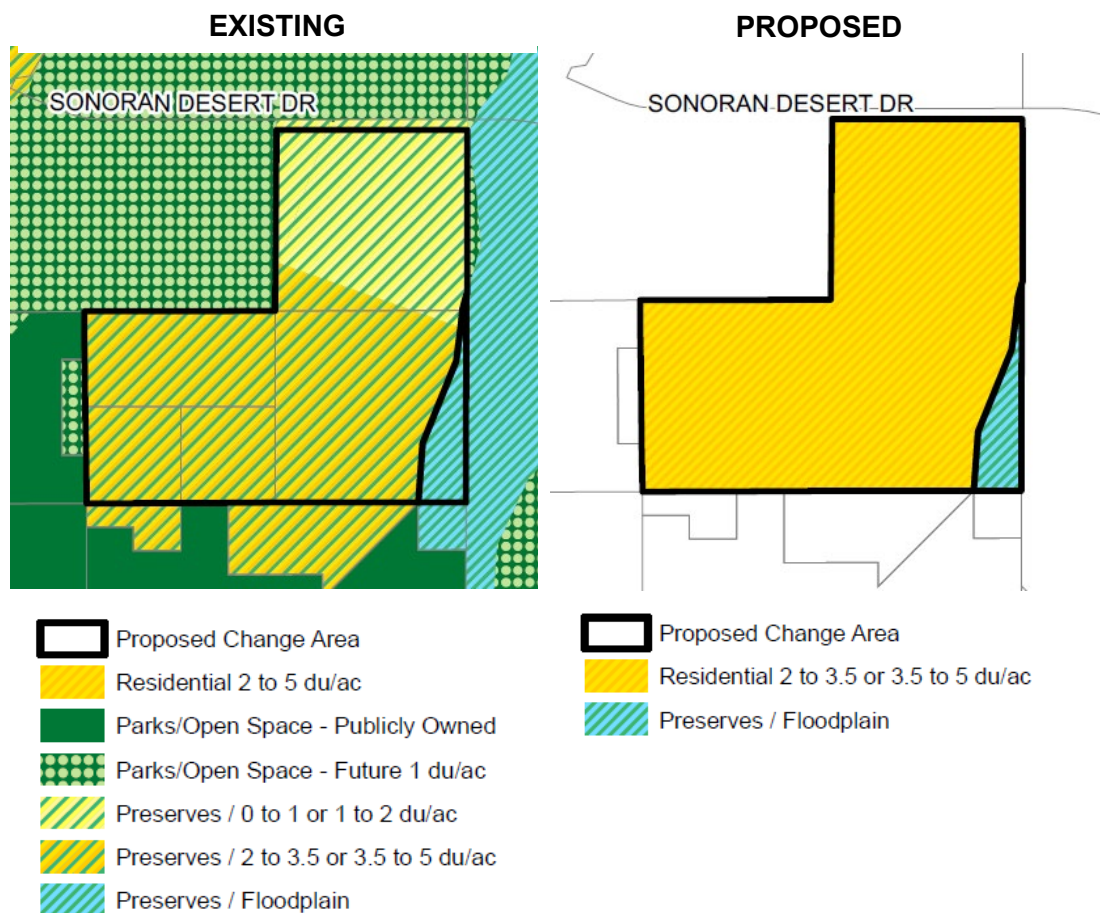 EXISTING
PROPOSED
SONORAN DESERT DR
SONORAN DESERT DR
Proposed Change Area
Residential 2 to 5 du/ac
Parks/Open Space - Publicly Owned
Parks/Open Space - Future 1 du/ac
Preserves / 0 to 1 or 1 to 2 du/ac
Preserves / 2 to 3.5 or 3.5 to 5 du/ac
Preserves / Floodplain
Proposed Change Area
Residential 2 to 3.5 or 3.5 to 5 du/ac
Preserves / Floodplain